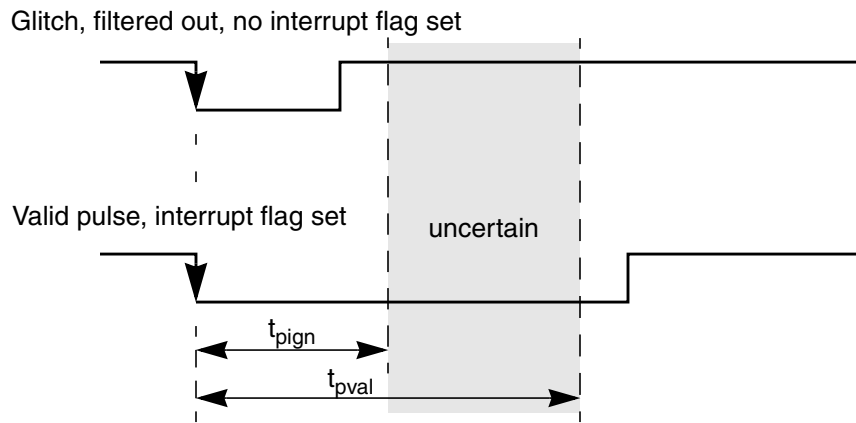 Glitch, filtered out, no interrupt flag set
Valid pulse, interrupt flag set
uncertain
tpign
tpval